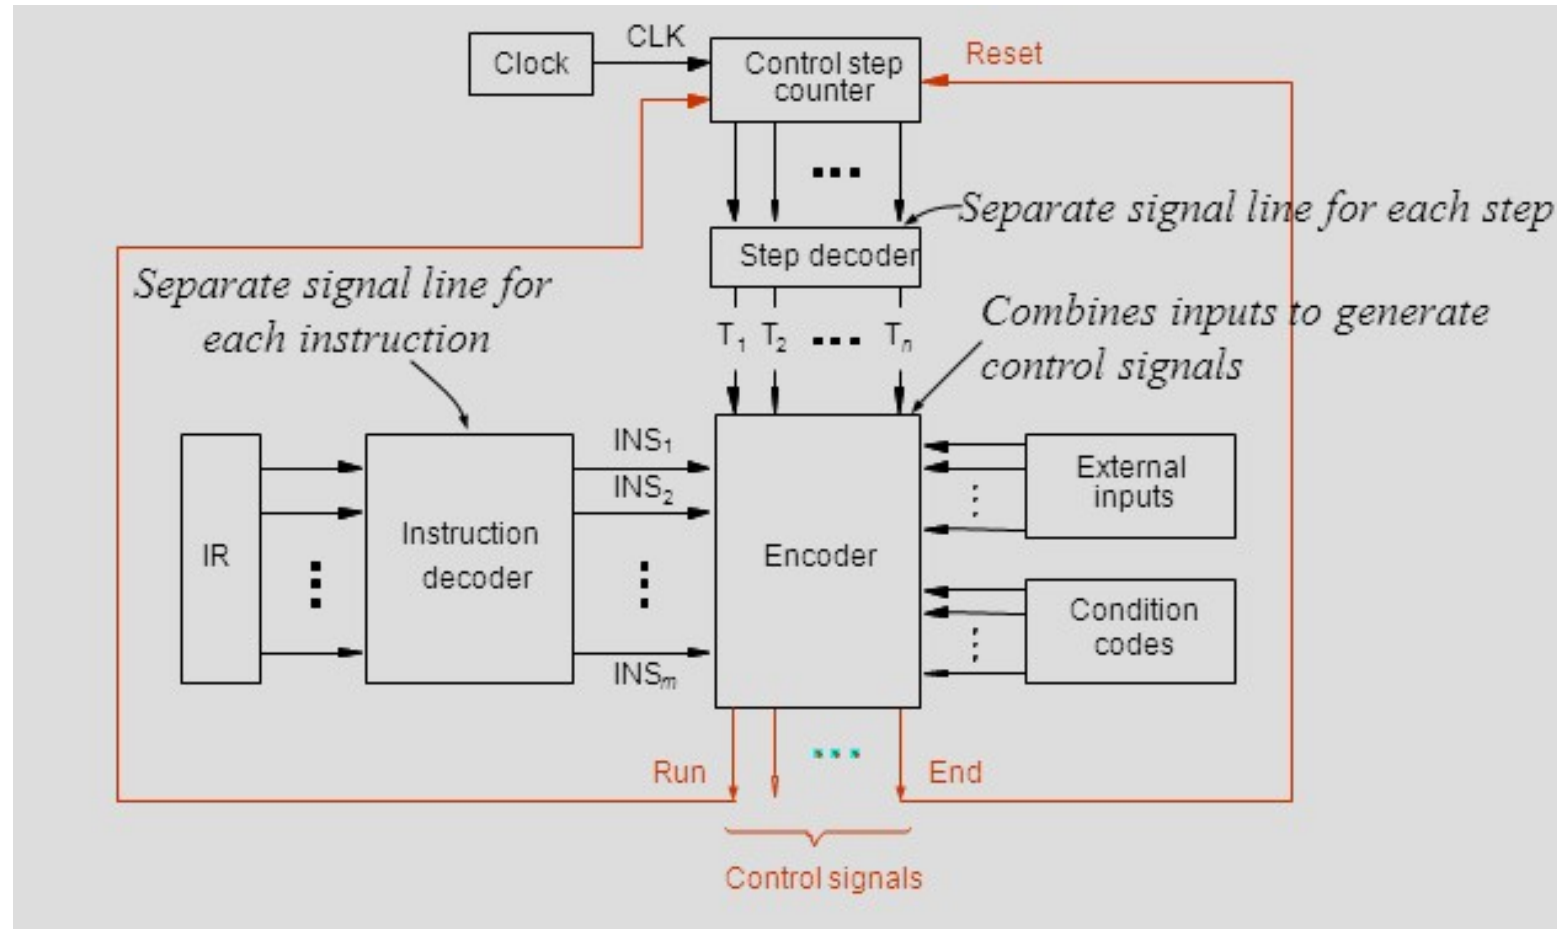 CLK
Clock
Control step
counter
Reset
Separate signal line for each step
Step decoder
Separate signal line for
each instruction
T1 T2 Tn
Combines inputs to generate
control signals
IR
Instruction
decoder
INS1
INS2
INSm
Encoder
External
inputs
Condition
codes
Run
End
Control signals